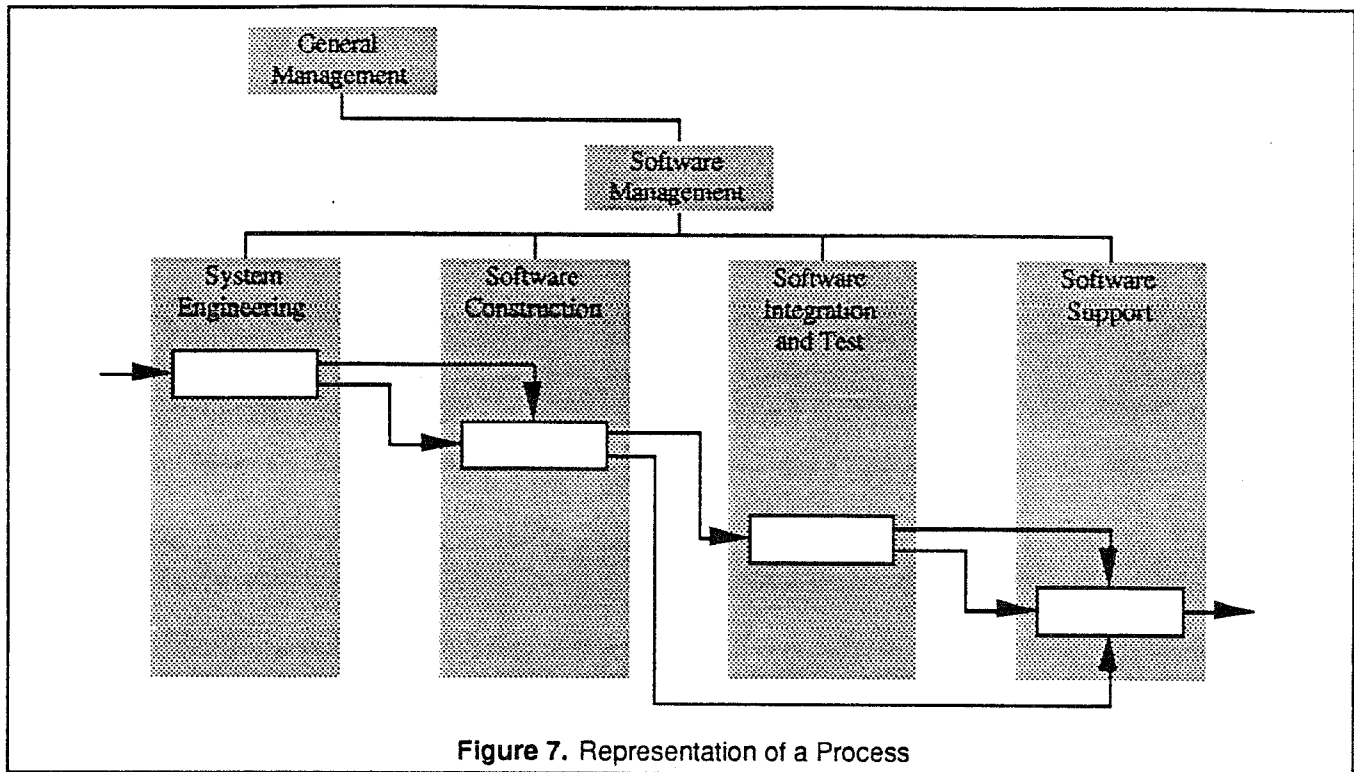 General
Management
Software
Management
System
Engineering
Software
Construction
Software
Integration
and Test
Software
Support
Figure 7. Representation of a Process